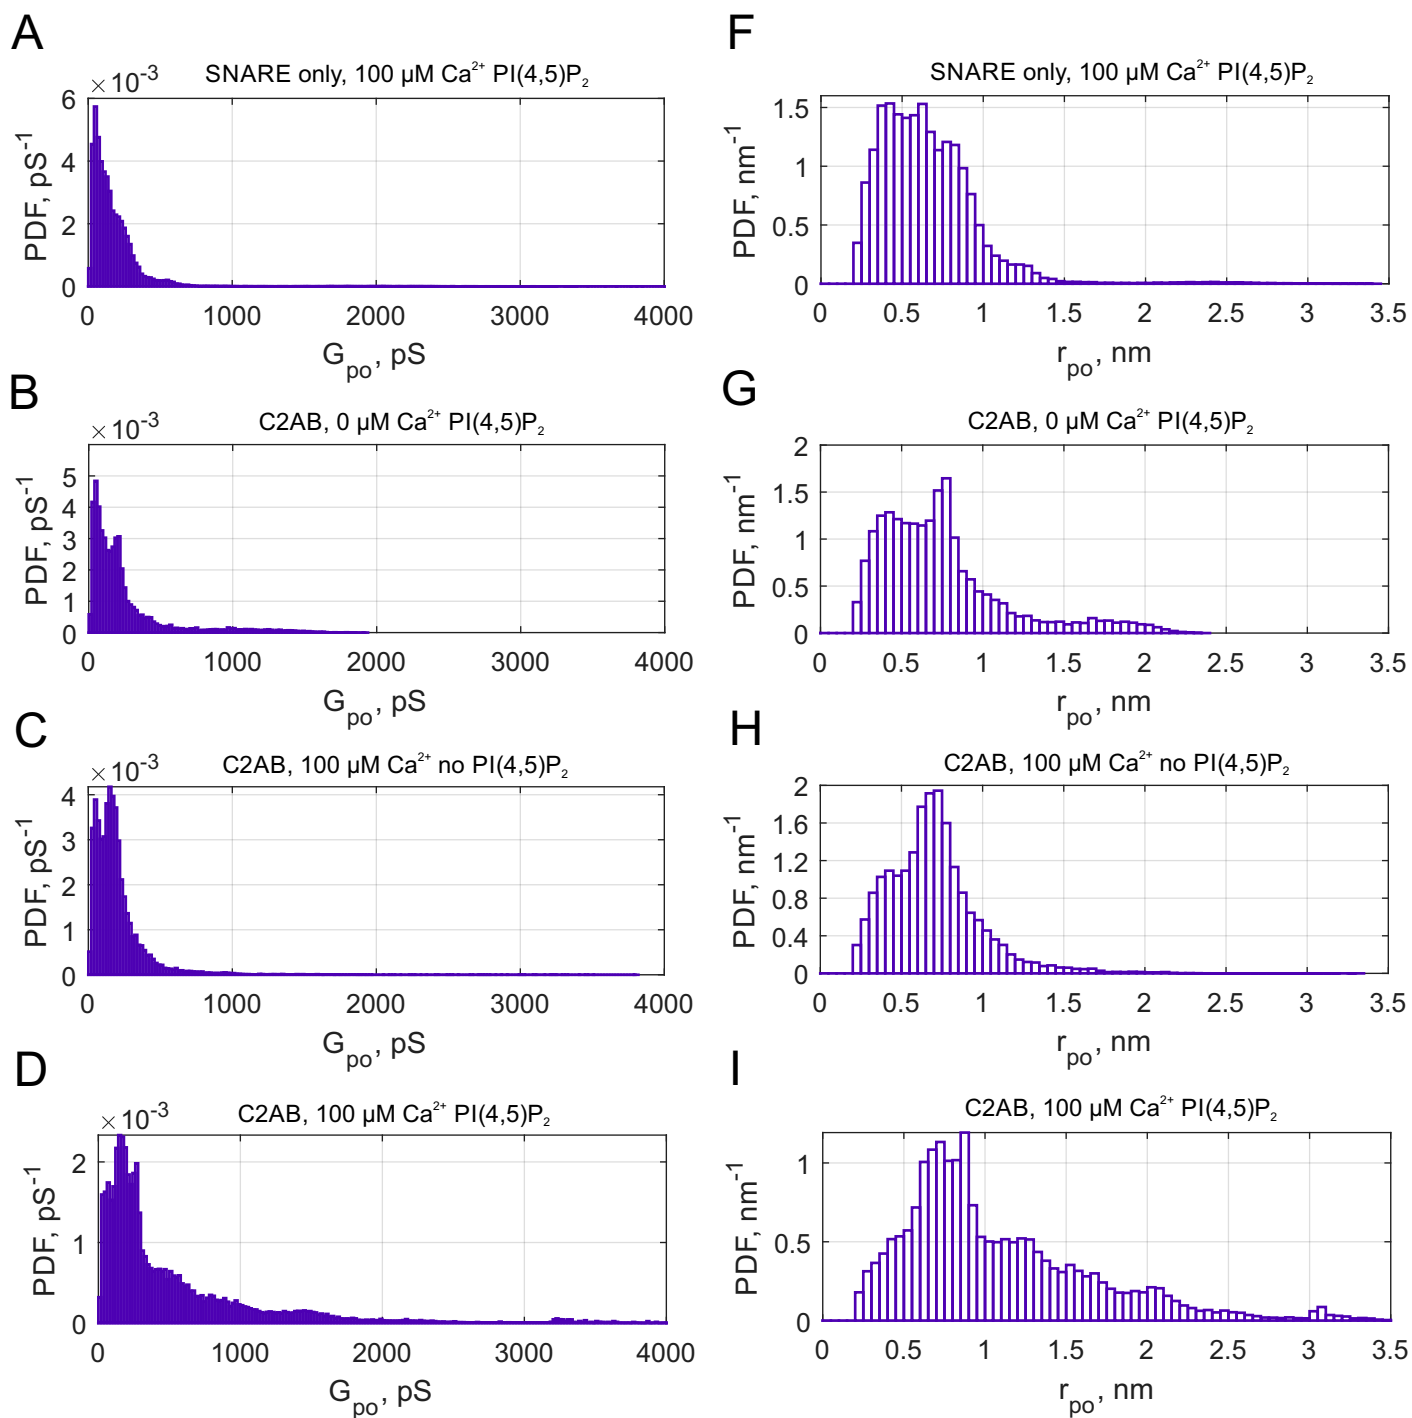 A
SNARE only, 100 µM Ca²⁺ PI(4,5)P₂
×10⁻³
6
4
2
0
PDF, pS⁻¹
0 1000 2000 3000 4000
G_po, pS
F
SNARE only, 100 µM Ca²⁺ PI(4,5)P₂
1.5
1
0.5
0
PDF, nm⁻¹
0 0.5 1 1.5 2 2.5 3 3.5
r_po, nm
B
C2AB, 0 µM Ca²⁺ PI(4,5)P₂
×10⁻³
5
4
3
2
1
0
PDF, pS⁻¹
0 1000 2000 3000 4000
G_po, pS
G
C2AB, 0 µM Ca²⁺ PI(4,5)P₂
2
1.5
1
0.5
0
PDF, nm⁻¹
0 0.5 1 1.5 2 2.5 3 3.5
r_po, nm
C
C2AB, 100 µM Ca²⁺ no PI(4,5)P₂
×10⁻³
4
3
2
1
0
PDF, pS⁻¹
0 1000 2000 3000 4000
G_po, pS
H
C2AB, 100 µM Ca²⁺ no PI(4,5)P₂
2
1.6
1.2
0.8
0.4
0
PDF, nm⁻¹
0 0.5 1 1.5 2 2.5 3 3.5
r_po, nm
D
C2AB, 100 µM Ca²⁺ PI(4,5)P₂
×10⁻³
2
1
0
PDF, pS⁻¹
0 1000 2000 3000 4000
G_po, pS
I
C2AB, 100 µM Ca²⁺ PI(4,5)P₂
1
0.5
0
PDF, nm⁻¹
0 0.5 1 1.5 2 2.5 3 3.5
r_po, nm